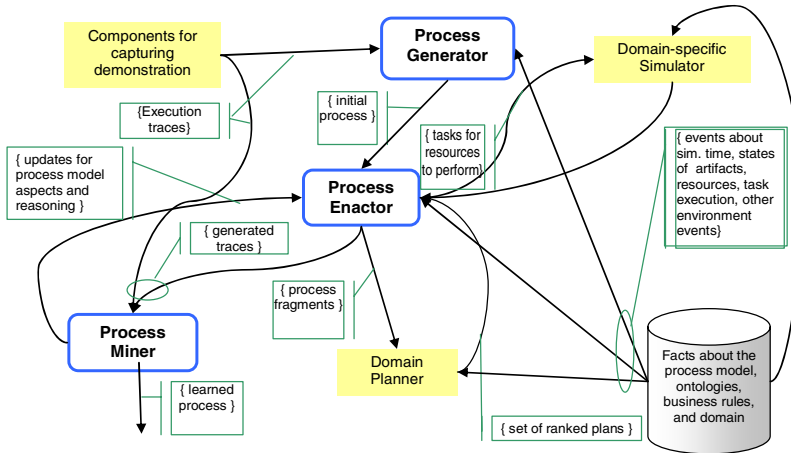 Components for
capturing
demonstration
Process
Generator
Domain-specific
Simulator
{Execution
traces}
{ initial
process }
{ tasks for
resources
to perform}
{ events about
sim. time, states
of artifacts,
resources, task
execution, other
environment
events}
{ updates for
process model
aspects and
reasoning }
Process
Enactor
{ generated
traces }
{ process
fragments }
Process
Miner
Domain
Planner
Facts about the
process model,
ontologies,
business rules,
and domain
{ learned
process }
{ set of ranked plans }